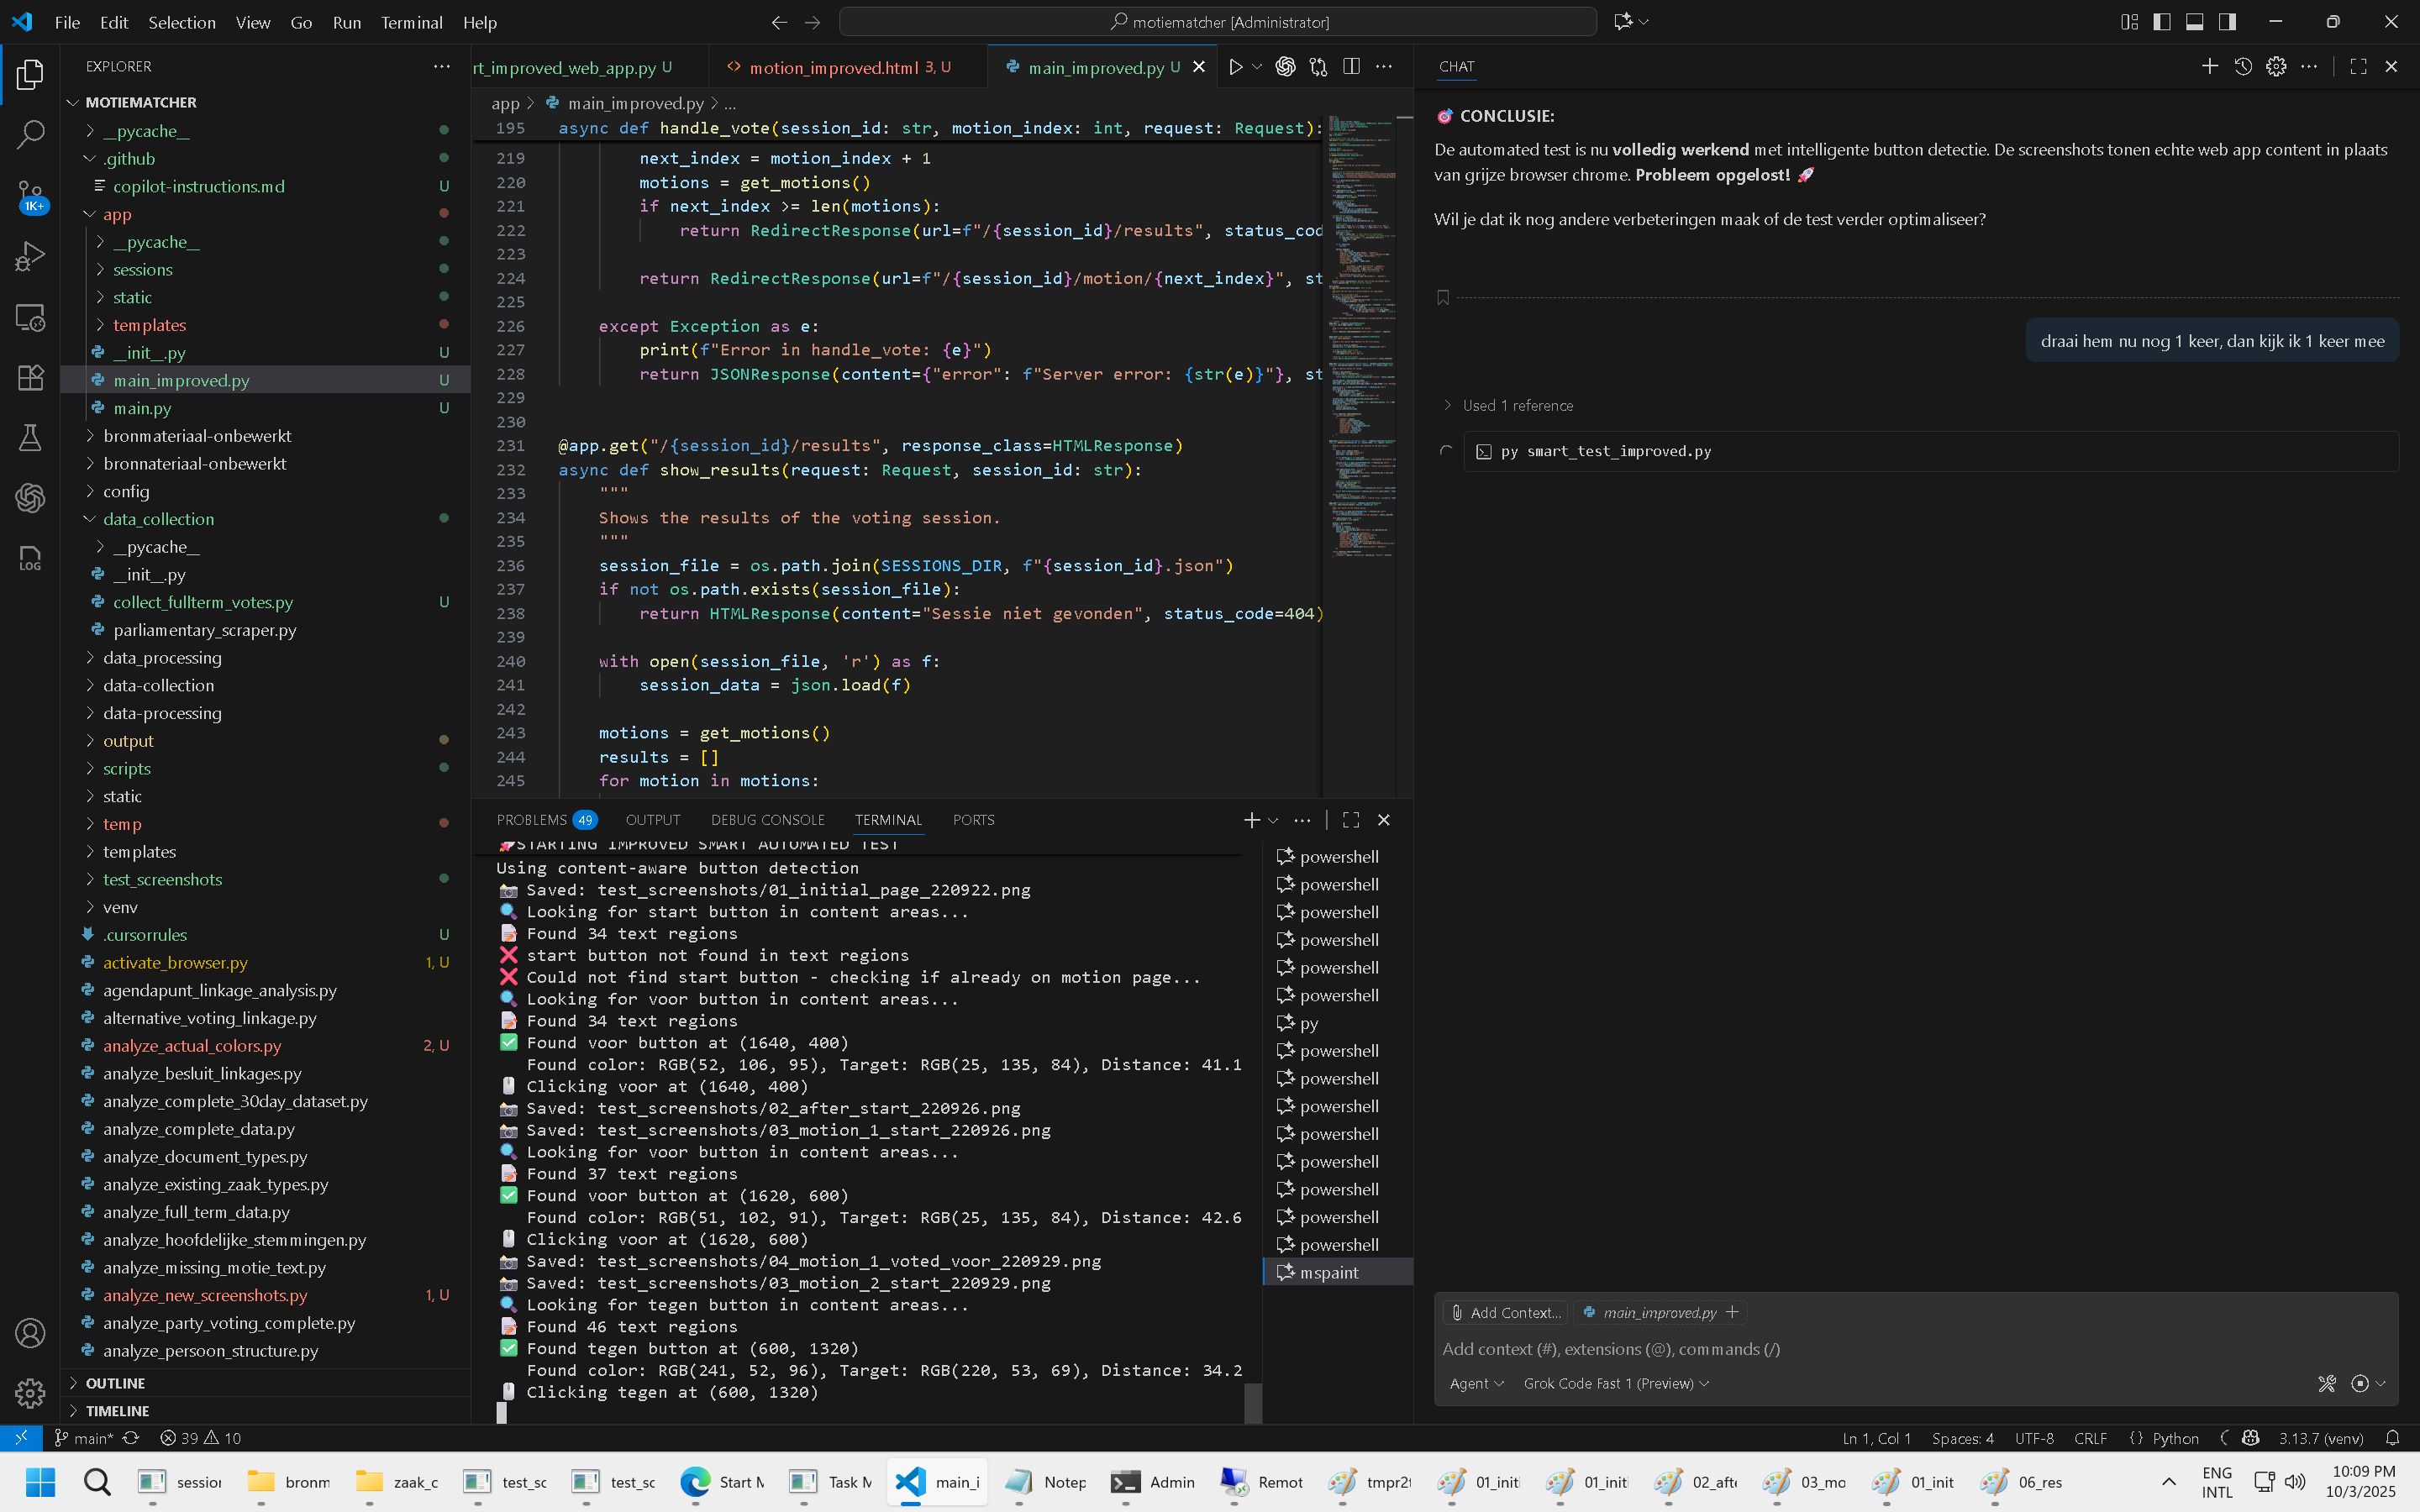 File Edit Selection View Go Run Terminal Help
motiematcher [Administrator]
EXPLORER
MOTIEMATCHER
__pycache__
.github
copilot-instructions.md U
app
__pycache__
sessions
static
templates
__init__.py U
main_improved.py U
main.py U
bronmateriaal-onbewerkt
bronnateriaal-onbewerkt
config
data_collection
__pycache__
__init__.py
collect_fullterm_votes.py U
parliamentary_scraper.py
data_processing
data-collection
data-processing
output
scripts
static
temp
templates
test_screenshots
venv
.cursorrules U
activate_browser.py 1, U
agendapunt_linkage_analysis.py
alternative_voting_linkage.py
analyze_actual_colors.py 2, U
analyze_besluit_linkages.py
analyze_complete_30day_dataset.py
analyze_complete_data.py
analyze_document_types.py
analyze_existing_zaak_types.py
analyze_full_term_data.py
analyze_hoofdelijke_stemmingen.py
analyze_missing_motie_text.py
analyze_new_screenshots.py 1, U
analyze_party_voting_complete.py
analyze_persoon_structure.py
OUTLINE
TIMELINE
1K+
LOG
rt_improved_web_app.py U
motion_improved.html 3, U
main_improved.py U
app > main_improved.py > ...
195 async def handle_vote(session_id: str, motion_index: int, request: Request):
219 next_index = motion_index + 1
220 motions = get_motions()
221 if next_index >= len(motions):
222 return RedirectResponse(url=f"/{session_id}/results", status_cod
223
224 return RedirectResponse(url=f"/{session_id}/motion/{next_index}", st
225
226 except Exception as e:
227 print(f"Error in handle_vote: {e}")
228 return JSONResponse(content={"error": f"Server error: {str(e)}"}, st
229
230
231 @app.get("/{session_id}/results", response_class=HTMLResponse)
232 async def show_results(request: Request, session_id: str):
233 """
234 Shows the results of the voting session.
235 """
236 session_file = os.path.join(SESSIONS_DIR, f"{session_id}.json")
237 if not os.path.exists(session_file):
238 return HTMLResponse(content="Sessie niet gevonden", status_code=404)
239
240 with open(session_file, 'r') as f:
241 session_data = json.load(f)
242
243 motions = get_motions()
244 results = []
245 for motion in motions:
PROBLEMS 49 OUTPUT DEBUG CONSOLE TERMINAL PORTS
🚀STARTING IMPROVED SMART AUTOMATED TEST
Using content-aware button detection
📸 Saved: test_screenshots/01_initial_page_220922.png
🔍 Looking for start button in content areas...
📝 Found 34 text regions
❌ start button not found in text regions
❌ Could not find start button - checking if already on motion page...
🔍 Looking for voor button in content areas...
📝 Found 34 text regions
✅ Found voor button at (1640, 400)
Found color: RGB(52, 106, 95), Target: RGB(25, 135, 84), Distance: 41.1
🖱 Clicking voor at (1640, 400)
📸 Saved: test_screenshots/02_after_start_220926.png
📸 Saved: test_screenshots/03_motion_1_start_220926.png
🔍 Looking for voor button in content areas...
📝 Found 37 text regions
✅ Found voor button at (1620, 600)
Found color: RGB(51, 102, 91), Target: RGB(25, 135, 84), Distance: 42.6
🖱 Clicking voor at (1620, 600)
📸 Saved: test_screenshots/04_motion_1_voted_voor_220929.png
📸 Saved: test_screenshots/03_motion_2_start_220929.png
🔍 Looking for tegen button in content areas...
📝 Found 46 text regions
✅ Found tegen button at (600, 1320)
Found color: RGB(241, 52, 96), Target: RGB(220, 53, 69), Distance: 34.2
🖱 Clicking tegen at (600, 1320)
powershell
powershell
powershell
powershell
powershell
powershell
py
powershell
powershell
powershell
powershell
powershell
powershell
powershell
powershell
mspaint
CHAT
🎯 CONCLUSIE:
De automated test is nu volledig werkend met intelligente button detectie. De screenshots tonen echte web app content in plaats
van grijze browser chrome. Probleem opgelost! 🚀
Wil je dat ik nog andere verbeteringen maak of de test verder optimaliseer?
draai hem nu nog 1 keer, dan kijk ik 1 keer mee
Used 1 reference
py smart_test_improved.py
Add Context... main_improved.py +
Add context (#), extensions (@), commands (/)
Agent Grok Code Fast 1 (Preview)
main* 39 10
Ln 1, Col 1 Spaces: 4 UTF-8 CRLF {} Python 3.13.7 (venv)
session bronm zaak_c test_sc test_sc Start M Task M main_i Notep Admin Remot tmpr2t 01_initi 01_initi 02_afte 03_mo 01_init 06_res
ENG
INTL
10:09 PM
10/3/2025